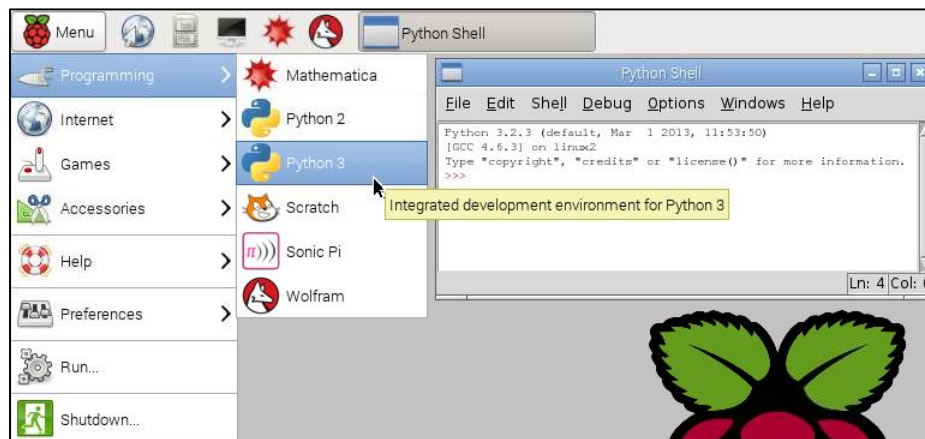 Menu
Python Shell
Programming
Internet
Games
Accessories
Help
Preferences
Run...
Shutdown...
Mathematica
Python 2
Python 3
Scratch
π)))
Sonic Pi
Wolfram
Integrated development environment for Python 3
Python Shell
File Edit Shell Debug Options Windows Help
Python 3.2.3 (default, Mar  1 2013, 11:53:50)
[GCC 4.6.3] on linux2
Type "copyright", "credits" or "license()" for more information.
>>>
Ln: 4 Col: